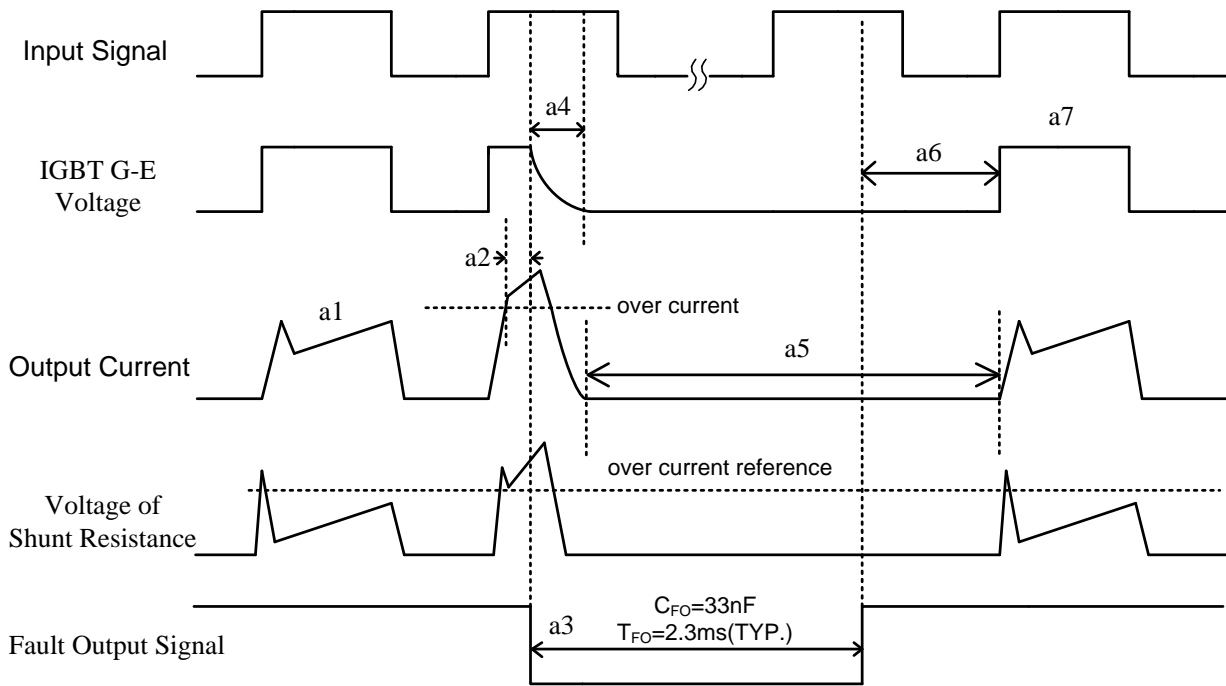 Input Signal
a4
a7
IGBT G-E
Voltage
a6
a2
a1
over current
Output Current
a5
over current reference
Voltage of
Shunt Resistance
Fault Output Signal
a3
CFO=33nF
TFO=2.3ms(TYP.)